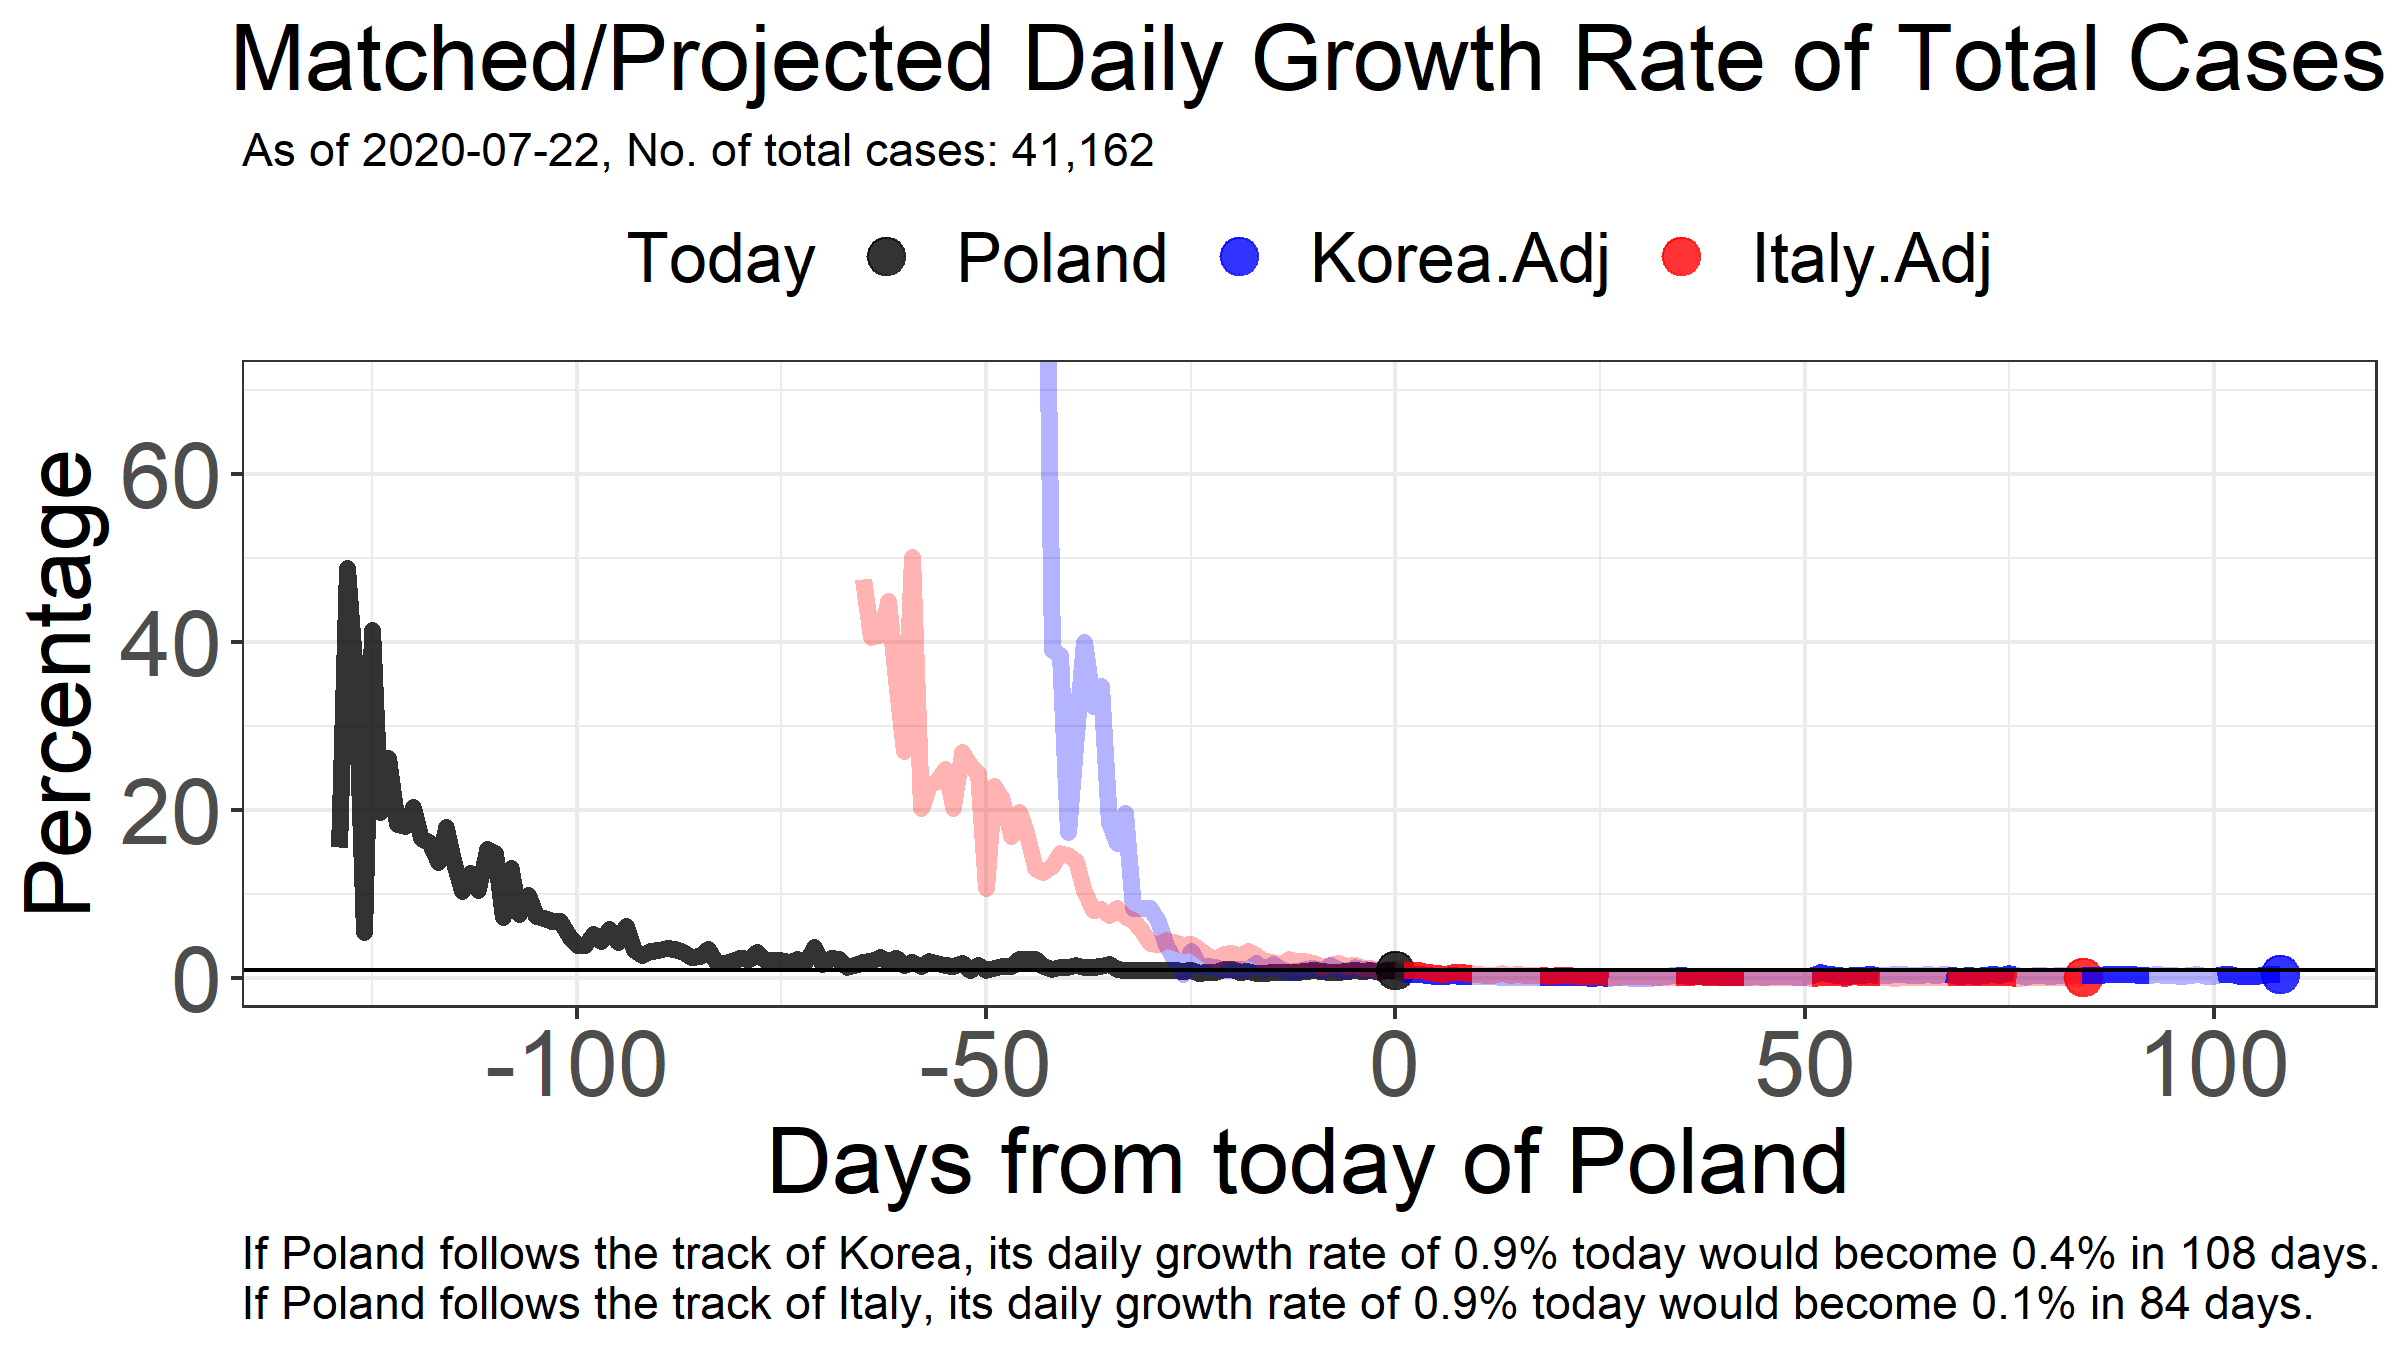 Matched/Projected Daily Growth Rate of Total Cases
As of 2020-07-22, No. of total cases: 41,162
Today Poland Korea.Adj Italy.Adj
Percentage
60
40
20
0
-100 -50 0 50 100
Days from today of Poland
If Poland follows the track of Korea, its daily growth rate of 0.9% today would become 0.4% in 108 days.
If Poland follows the track of Italy, its daily growth rate of 0.9% today would become 0.1% in 84 days.